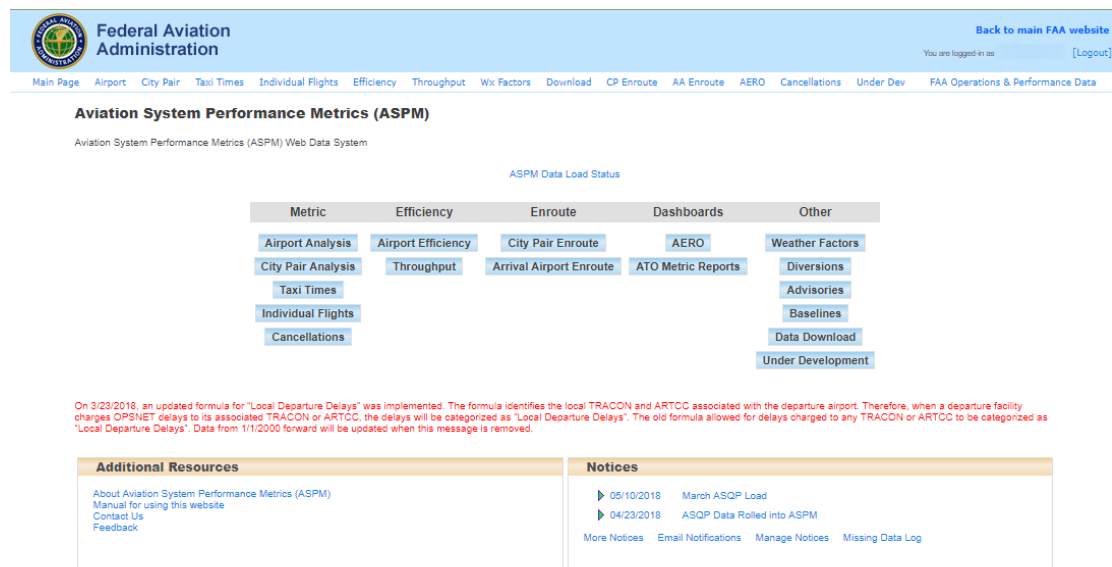 Federal Aviation
Administration
Back to main FAA website
You are logged-in as [Logout]
Main Page Airport City Pair Taxi Times Individual Flights Efficiency Throughput Wx Factors Download CP Enroute AA Enroute AERO Cancellations Under Dev FAA Operations & Performance Data
Aviation System Performance Metrics (ASPM)
Aviation System Performance Metrics (ASPM) Web Data System
ASPM Data Load Status
Metric Efficiency Enroute Dashboards Other
Airport Analysis Airport Efficiency City Pair Enroute AERO Weather Factors
City Pair Analysis Throughput Arrival Airport Enroute ATO Metric Reports Diversions
Taxi Times Advisories
Individual Flights Baselines
Cancellations Data Download
Under Development
On 3/23/2018, an updated formula for "Local Departure Delays" was implemented. The formula identifies the local TRACON and ARTCC associated with the departure airport. Therefore, when a departure facility
charges OPSNET delays to its associated TRACON or ARTCC, the delays will be categorized as "Local Departure Delays". The old formula allowed for delays charged to any TRACON or ARTCC to be categorized as
"Local Departure Delays". Data from 1/1/2000 forward will be updated when this message is removed.
Additional Resources
About Aviation System Performance Metrics (ASPM)
Manual for using this website
Contact Us
Feedback
Notices
05/10/2018 March ASQP Load
04/23/2018 ASQP Data Rolled into ASPM
More Notices Email Notifications Manage Notices Missing Data Log